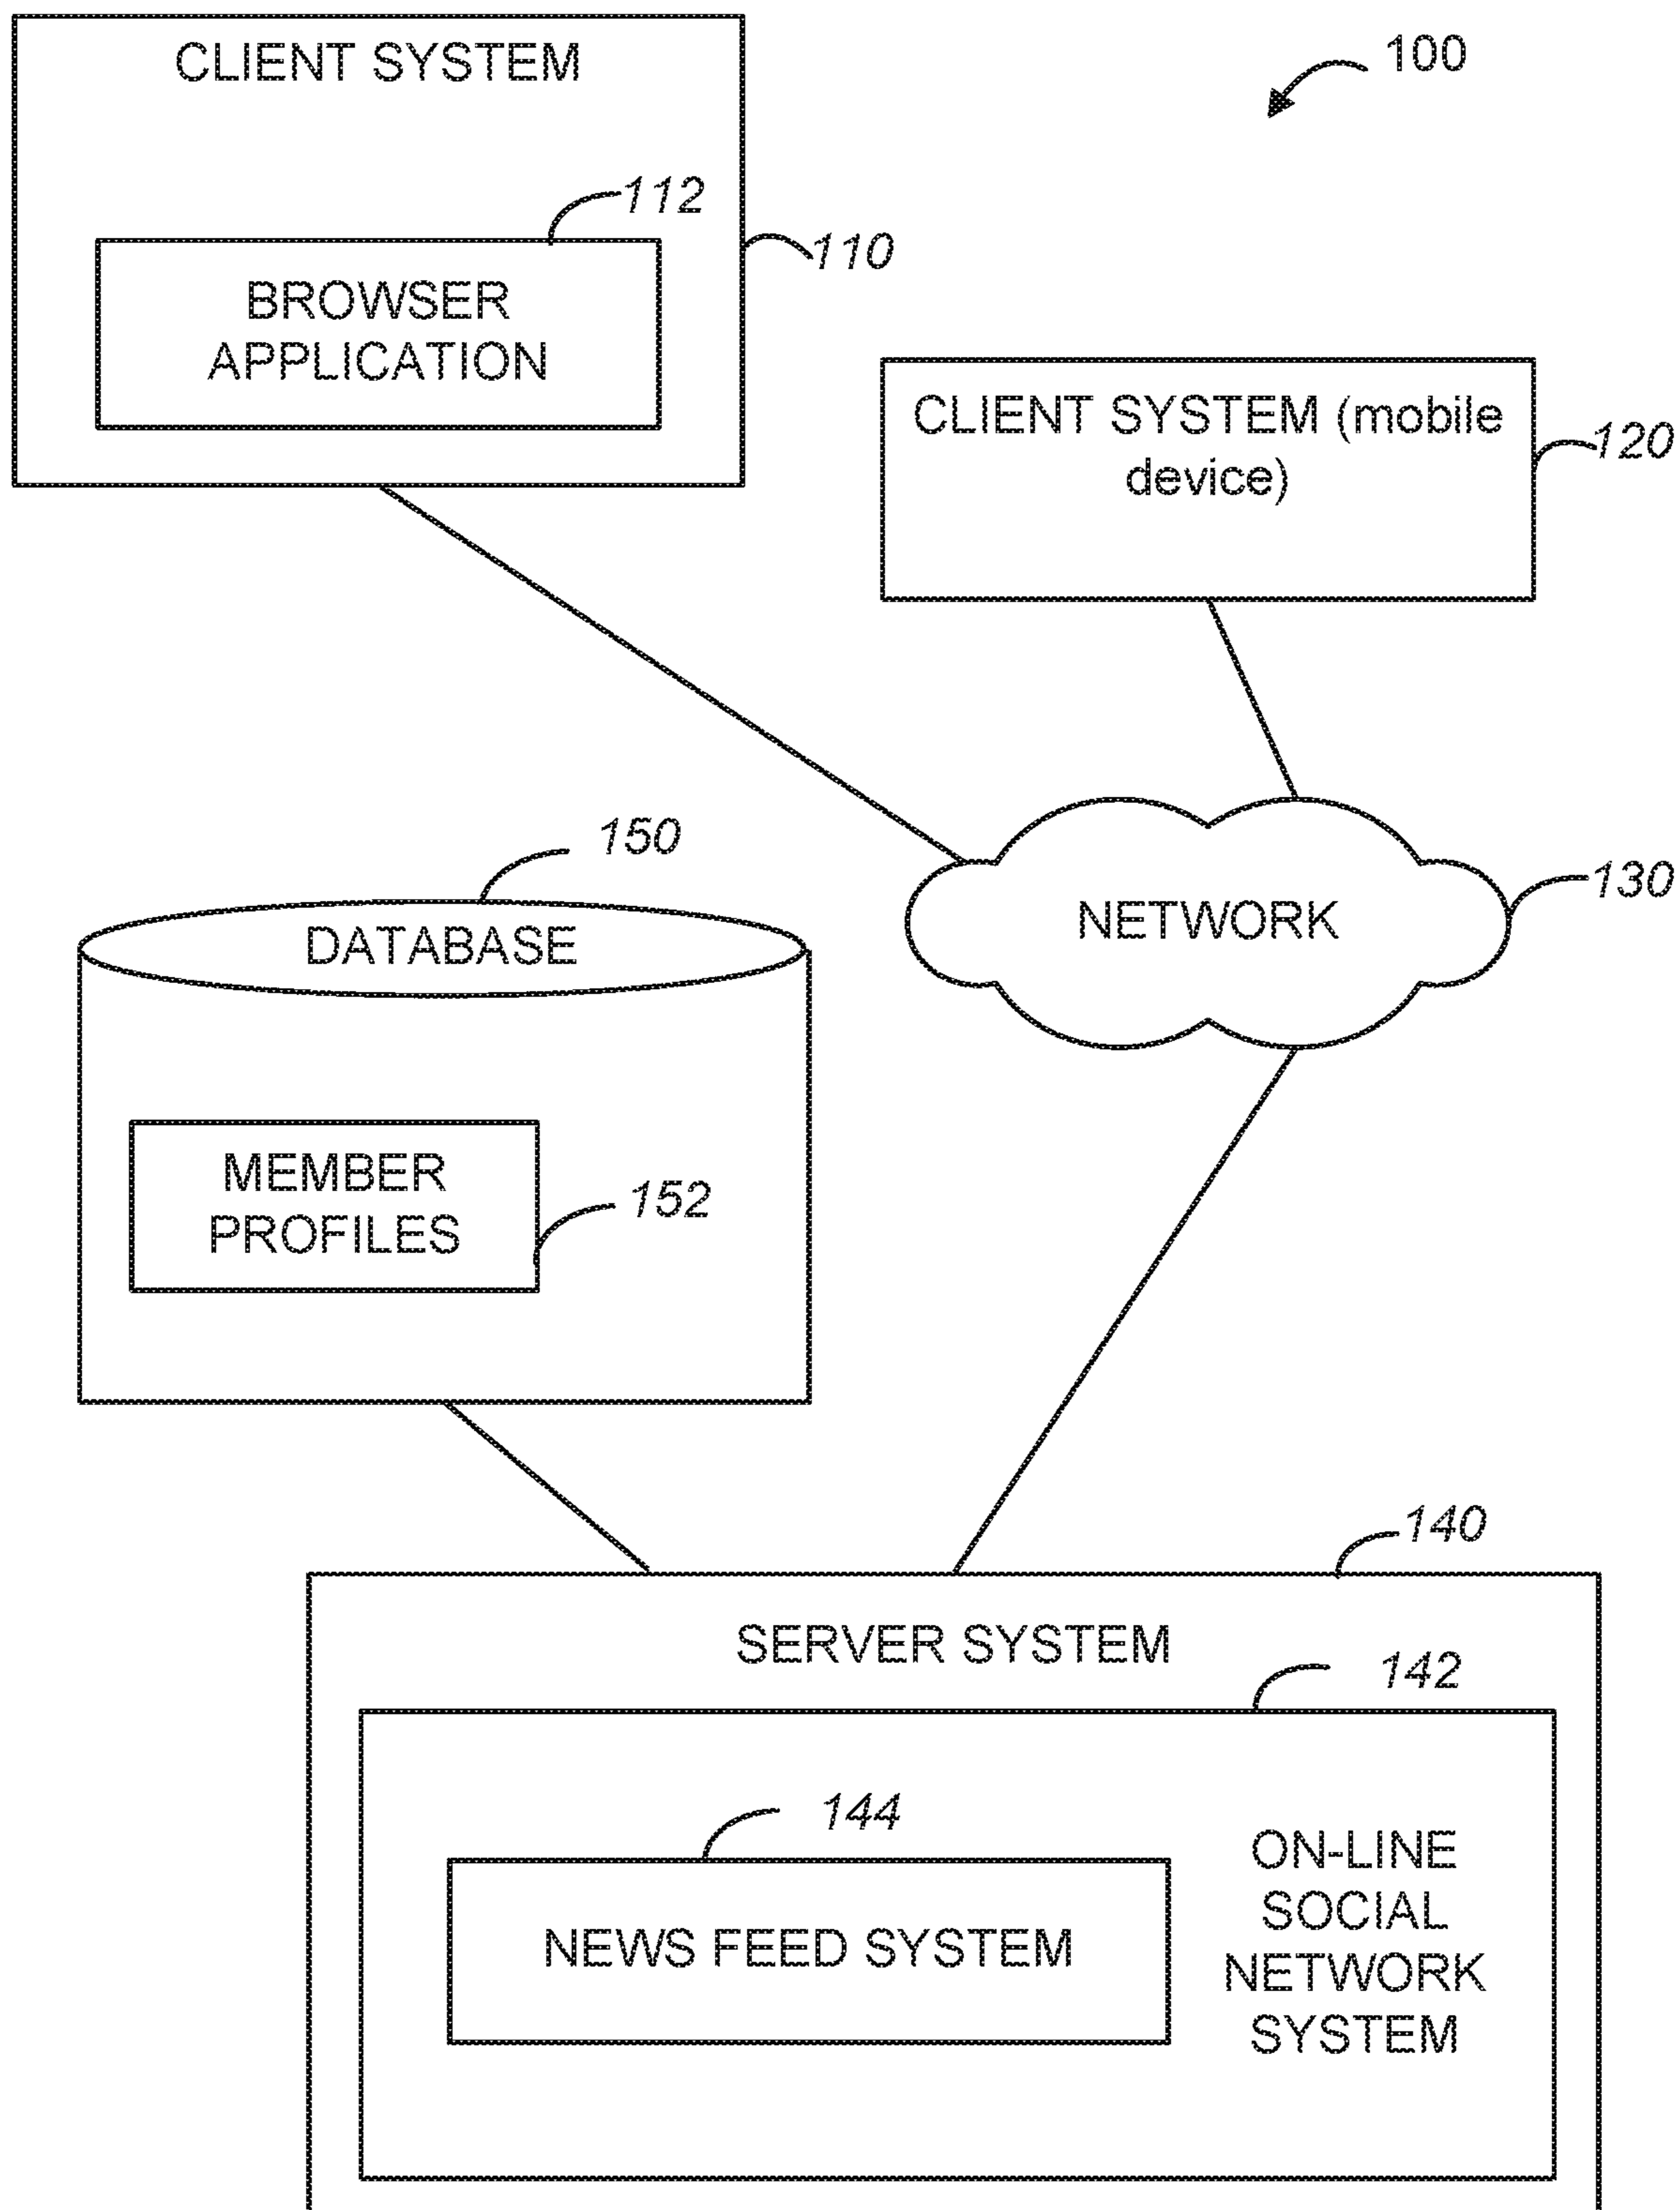 CLIENT SYSTEM
100
112
110
BROWSER
APPLICATION
CLIENT SYSTEM (mobile
device)
120
150
130
DATABASE
NETWORK
MEMBER
PROFILES
152
140
SERVER SYSTEM
142
144
NEWS FEED SYSTEM
ON-LINE
SOCIAL
NETWORK
SYSTEM